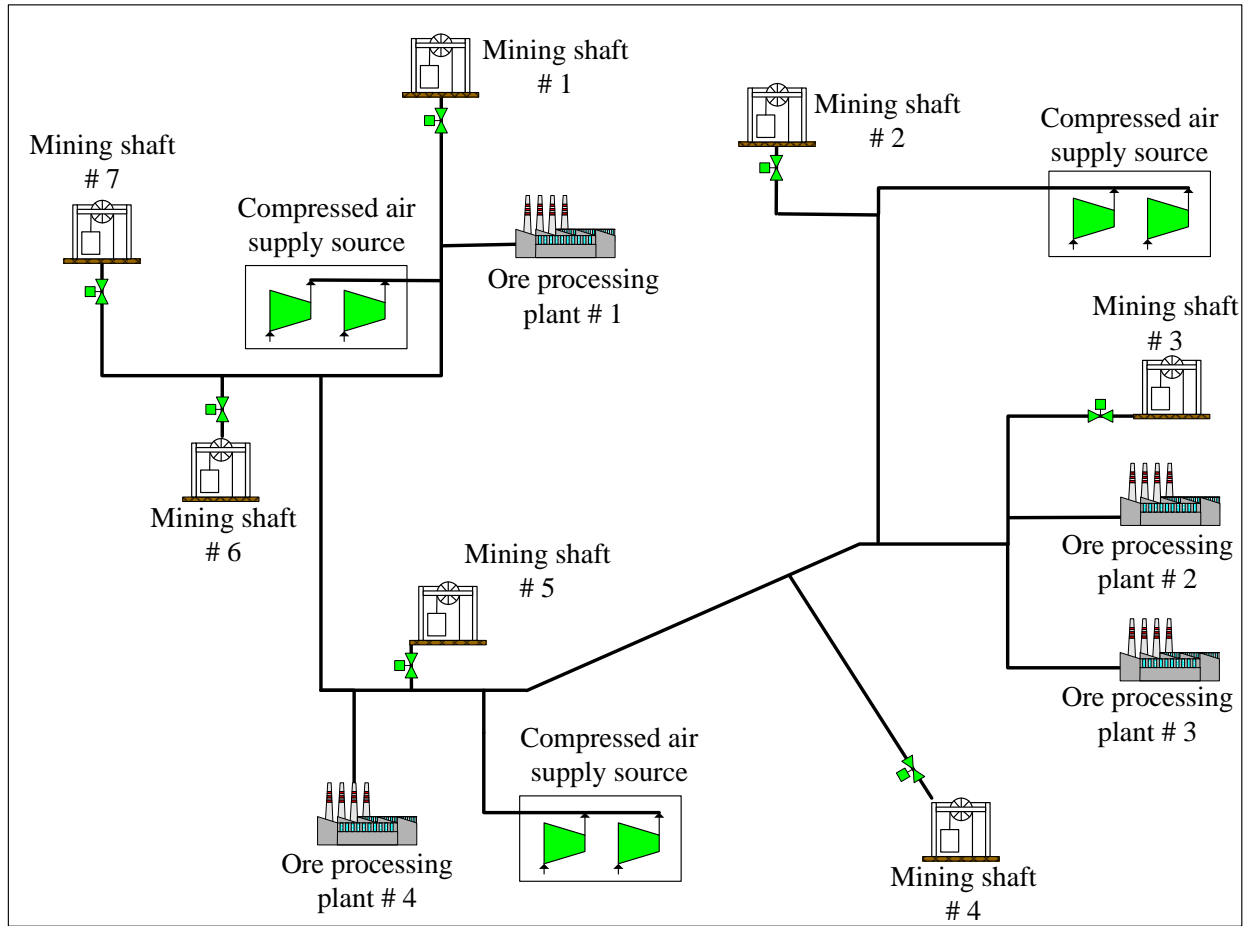 Mining shaft
# 1
Mining shaft
# 2
Compressed air
supply source
Mining shaft
# 7
Compressed air
supply source
Ore processing
plant # 1
Mining shaft
# 3
Mining shaft
# 6
Ore processing
plant # 2
Mining shaft
# 5
Ore processing
plant # 3
Compressed air
supply source
Ore processing
plant # 4
Mining shaft
# 4